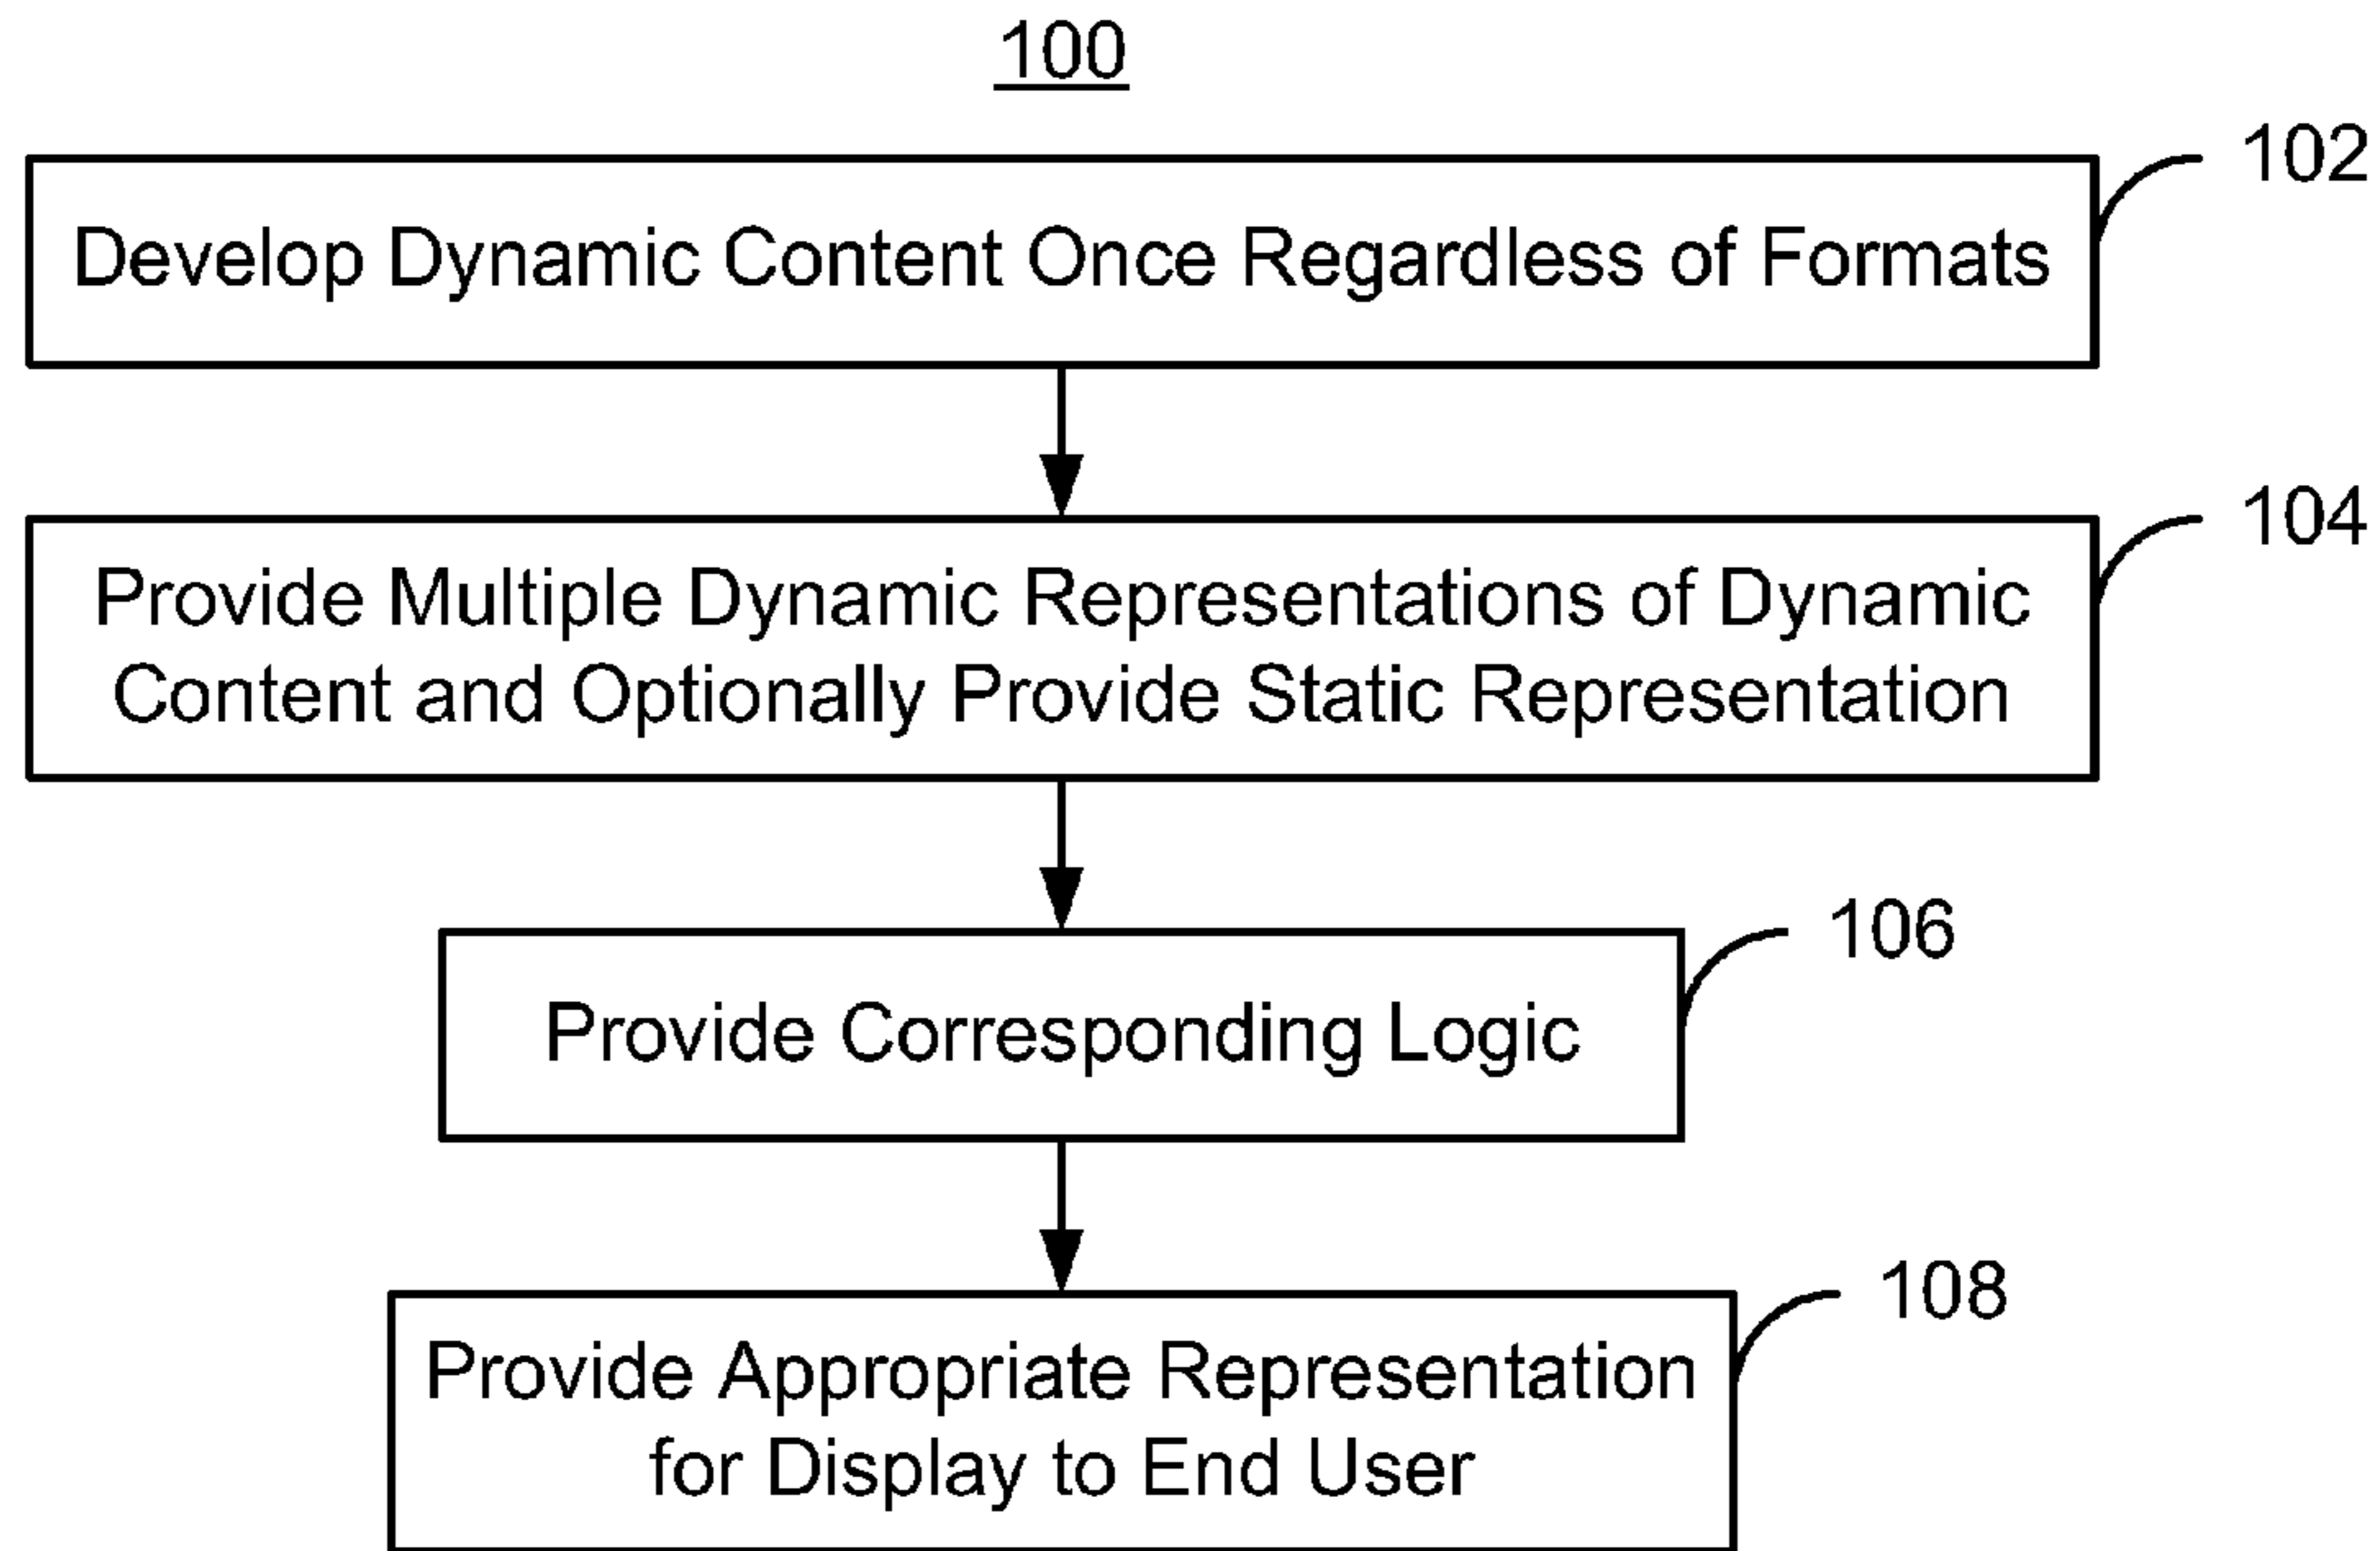 100
102
Develop Dynamic Content Once Regardless of Formats
104
Provide Multiple Dynamic Representations of Dynamic
Content and Optionally Provide Static Representation
106
Provide Corresponding Logic
108
Provide Appropriate Representation
for Display to End User